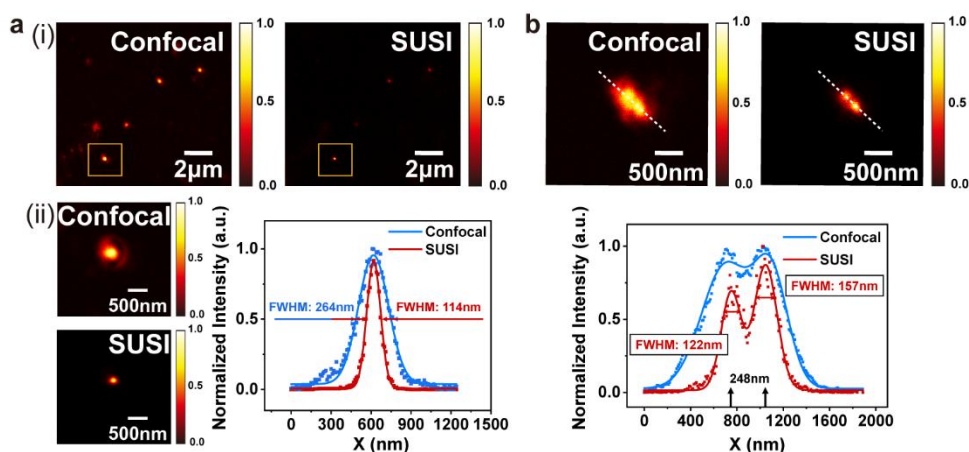 a (i)
Confocal
1.0
0.5
0.0
2μm
SUSI
1.0
0.5
0.0
2μm
b
Confocal
1.0
0.5
0.0
500nm
SUSI
1.0
0.5
0.0
500nm
(ii)
Confocal
1.0
0.5
0.0
500nm
SUSI
1.0
0.5
0.0
500nm
Normalized Intensity (a.u.)
1.0
0.5
0.0
Confocal
SUSI
FWHM: 264nm
FWHM: 114nm
0 300 600 900 1200 1500
X (nm)
Normalized Intensity (a.u.)
1.0
0.5
0.0
Confocal
SUSI
FWHM: 157nm
FWHM: 122nm
248nm
0 400 800 1200 1600 2000
X (nm)